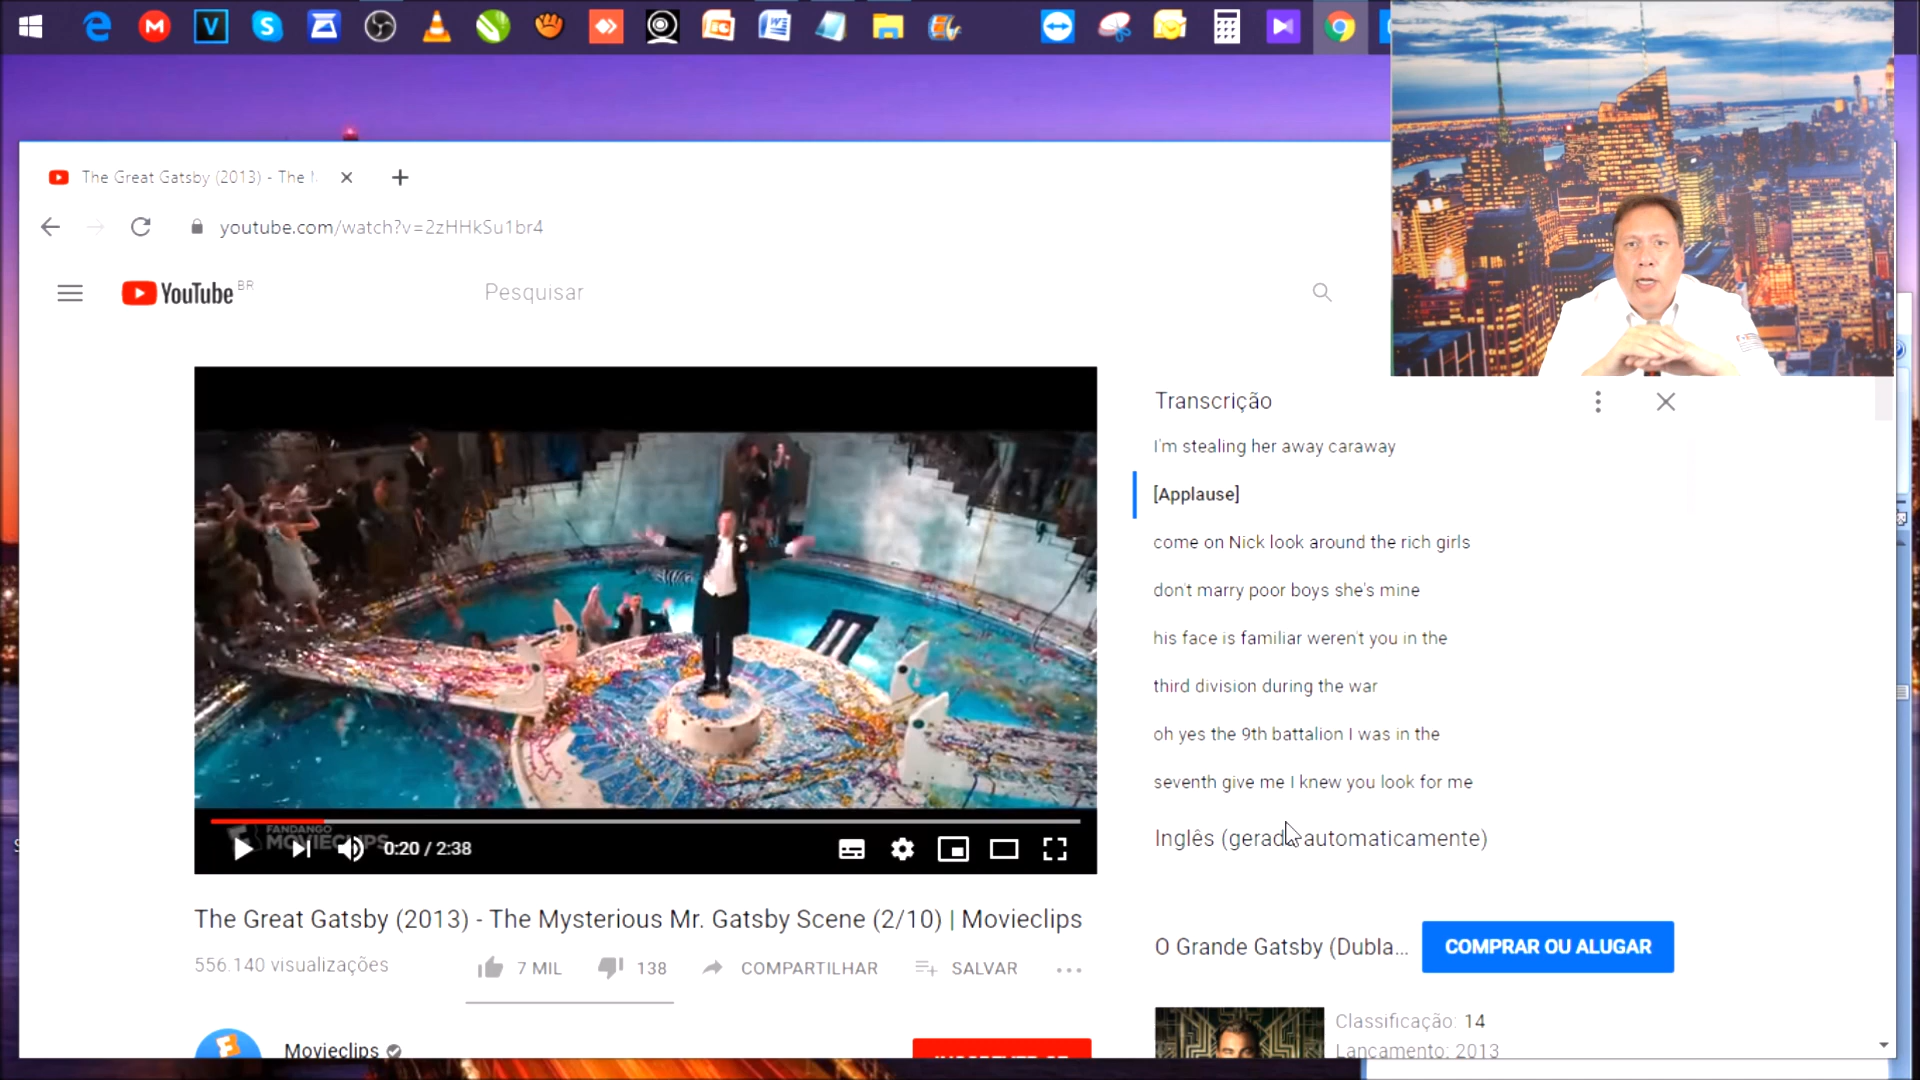 The Great Gatsby (2013) - The
youtube.com/watch?v=2zHHkSu1br4
YouTube BR
Pesquisar
Transcrição
I'm stealing her away caraway
[Applause]
come on Nick look around the rich girls
don't marry poor boys she's mine
his face is familiar weren't you in the
third division during the war
oh yes the 9th battalion I was in the
seventh give me I knew you look for me
Inglês (gerada automaticamente)
FANDANGO
MOVIECLIPS
0:20 / 2:38
The Great Gatsby (2013) - The Mysterious Mr. Gatsby Scene (2/10) | Movieclips
556.140 visualizações
7 MIL
138
COMPARTILHAR
SALVAR
O Grande Gatsby (Dubla...
COMPRAR OU ALUGAR
Classificação: 14
Lançamento: 2013
Movieclips